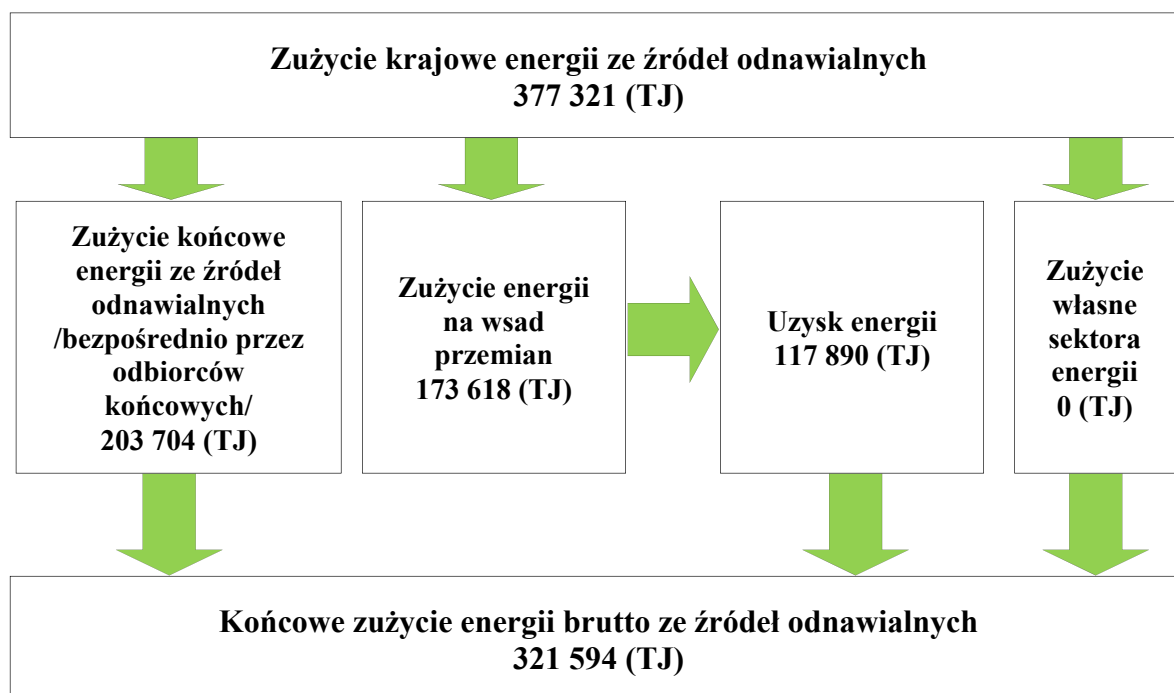 Zużycie krajowe energii ze źródeł odnawialnych
377 321 (TJ)
Zużycie końcowe
energii ze źródeł
odnawialnych
/bezpośrednio przez
odbiorców
końcowych/
203 704 (TJ)
Zużycie energii
na wsad
przemian
173 618 (TJ)
Uzysk energii
117 890 (TJ)
Zużycie
własne
sektora
energii
0 (TJ)
Końcowe zużycie energii brutto ze źródeł odnawialnych
321 594 (TJ)